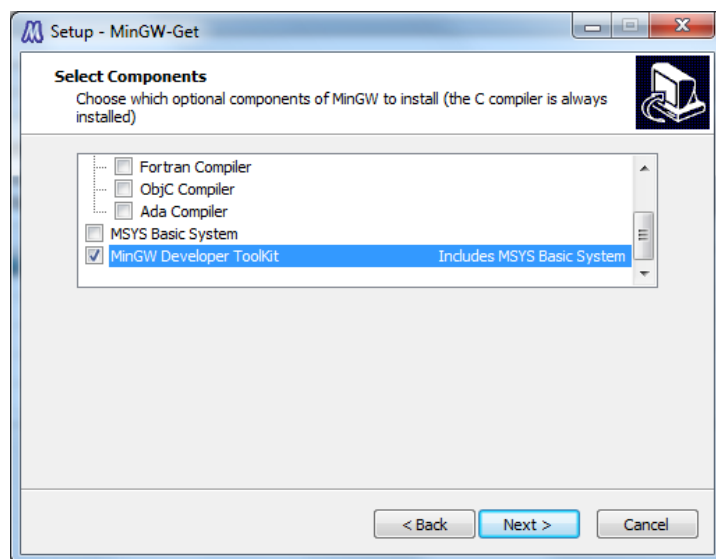 Setup - MinGW-Get
Select Components
Choose which optional components of MinGW to install (the C compiler is always
installed)
Fortran Compiler
ObjC Compiler
Ada Compiler
MSYS Basic System
MinGW Developer ToolKit Includes MSYS Basic System
< Back Next > Cancel